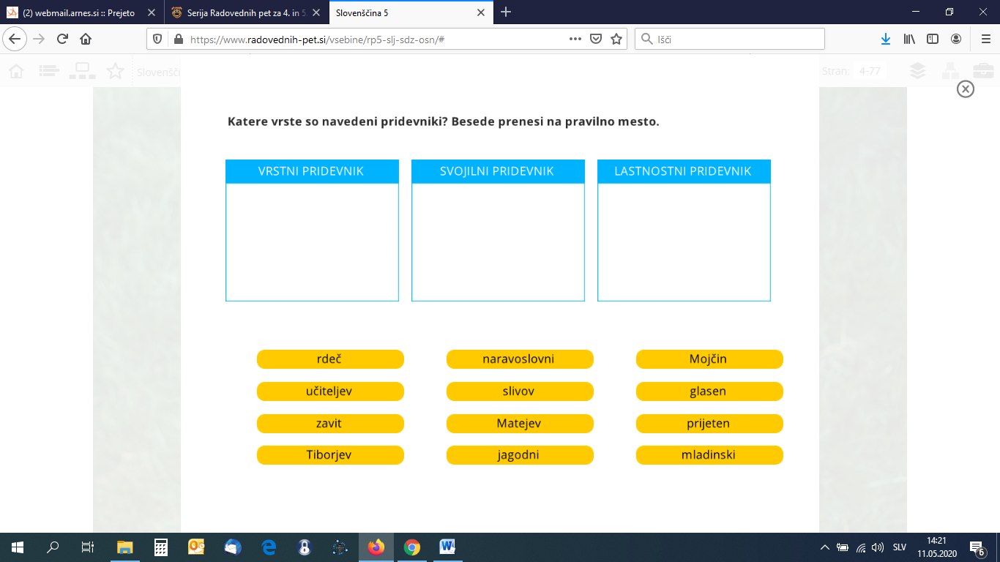 (2) webmail.arnes.si :: Prejeto
Serija Radovednih pet za 4. in 5.
Slovenščina 5
https://www.radovednih-pet.si/vsebine/rp5-slj-sdz-osn/#
Išči
Slovenšči
Stran: 4-77
Katere vrste so navedeni pridevniki? Besede prenesi na pravilno mesto.
VRSTNI PRIDEVNIK SVOJILNI PRIDEVNIK LASTNOSTNI PRIDEVNIK
rdeč naravoslovni Mojčin
učiteljev slivov glasen
zavit Matejev prijeten
Tiborjev jagodni mladinski
SLV
14:21
11.05.2020
6